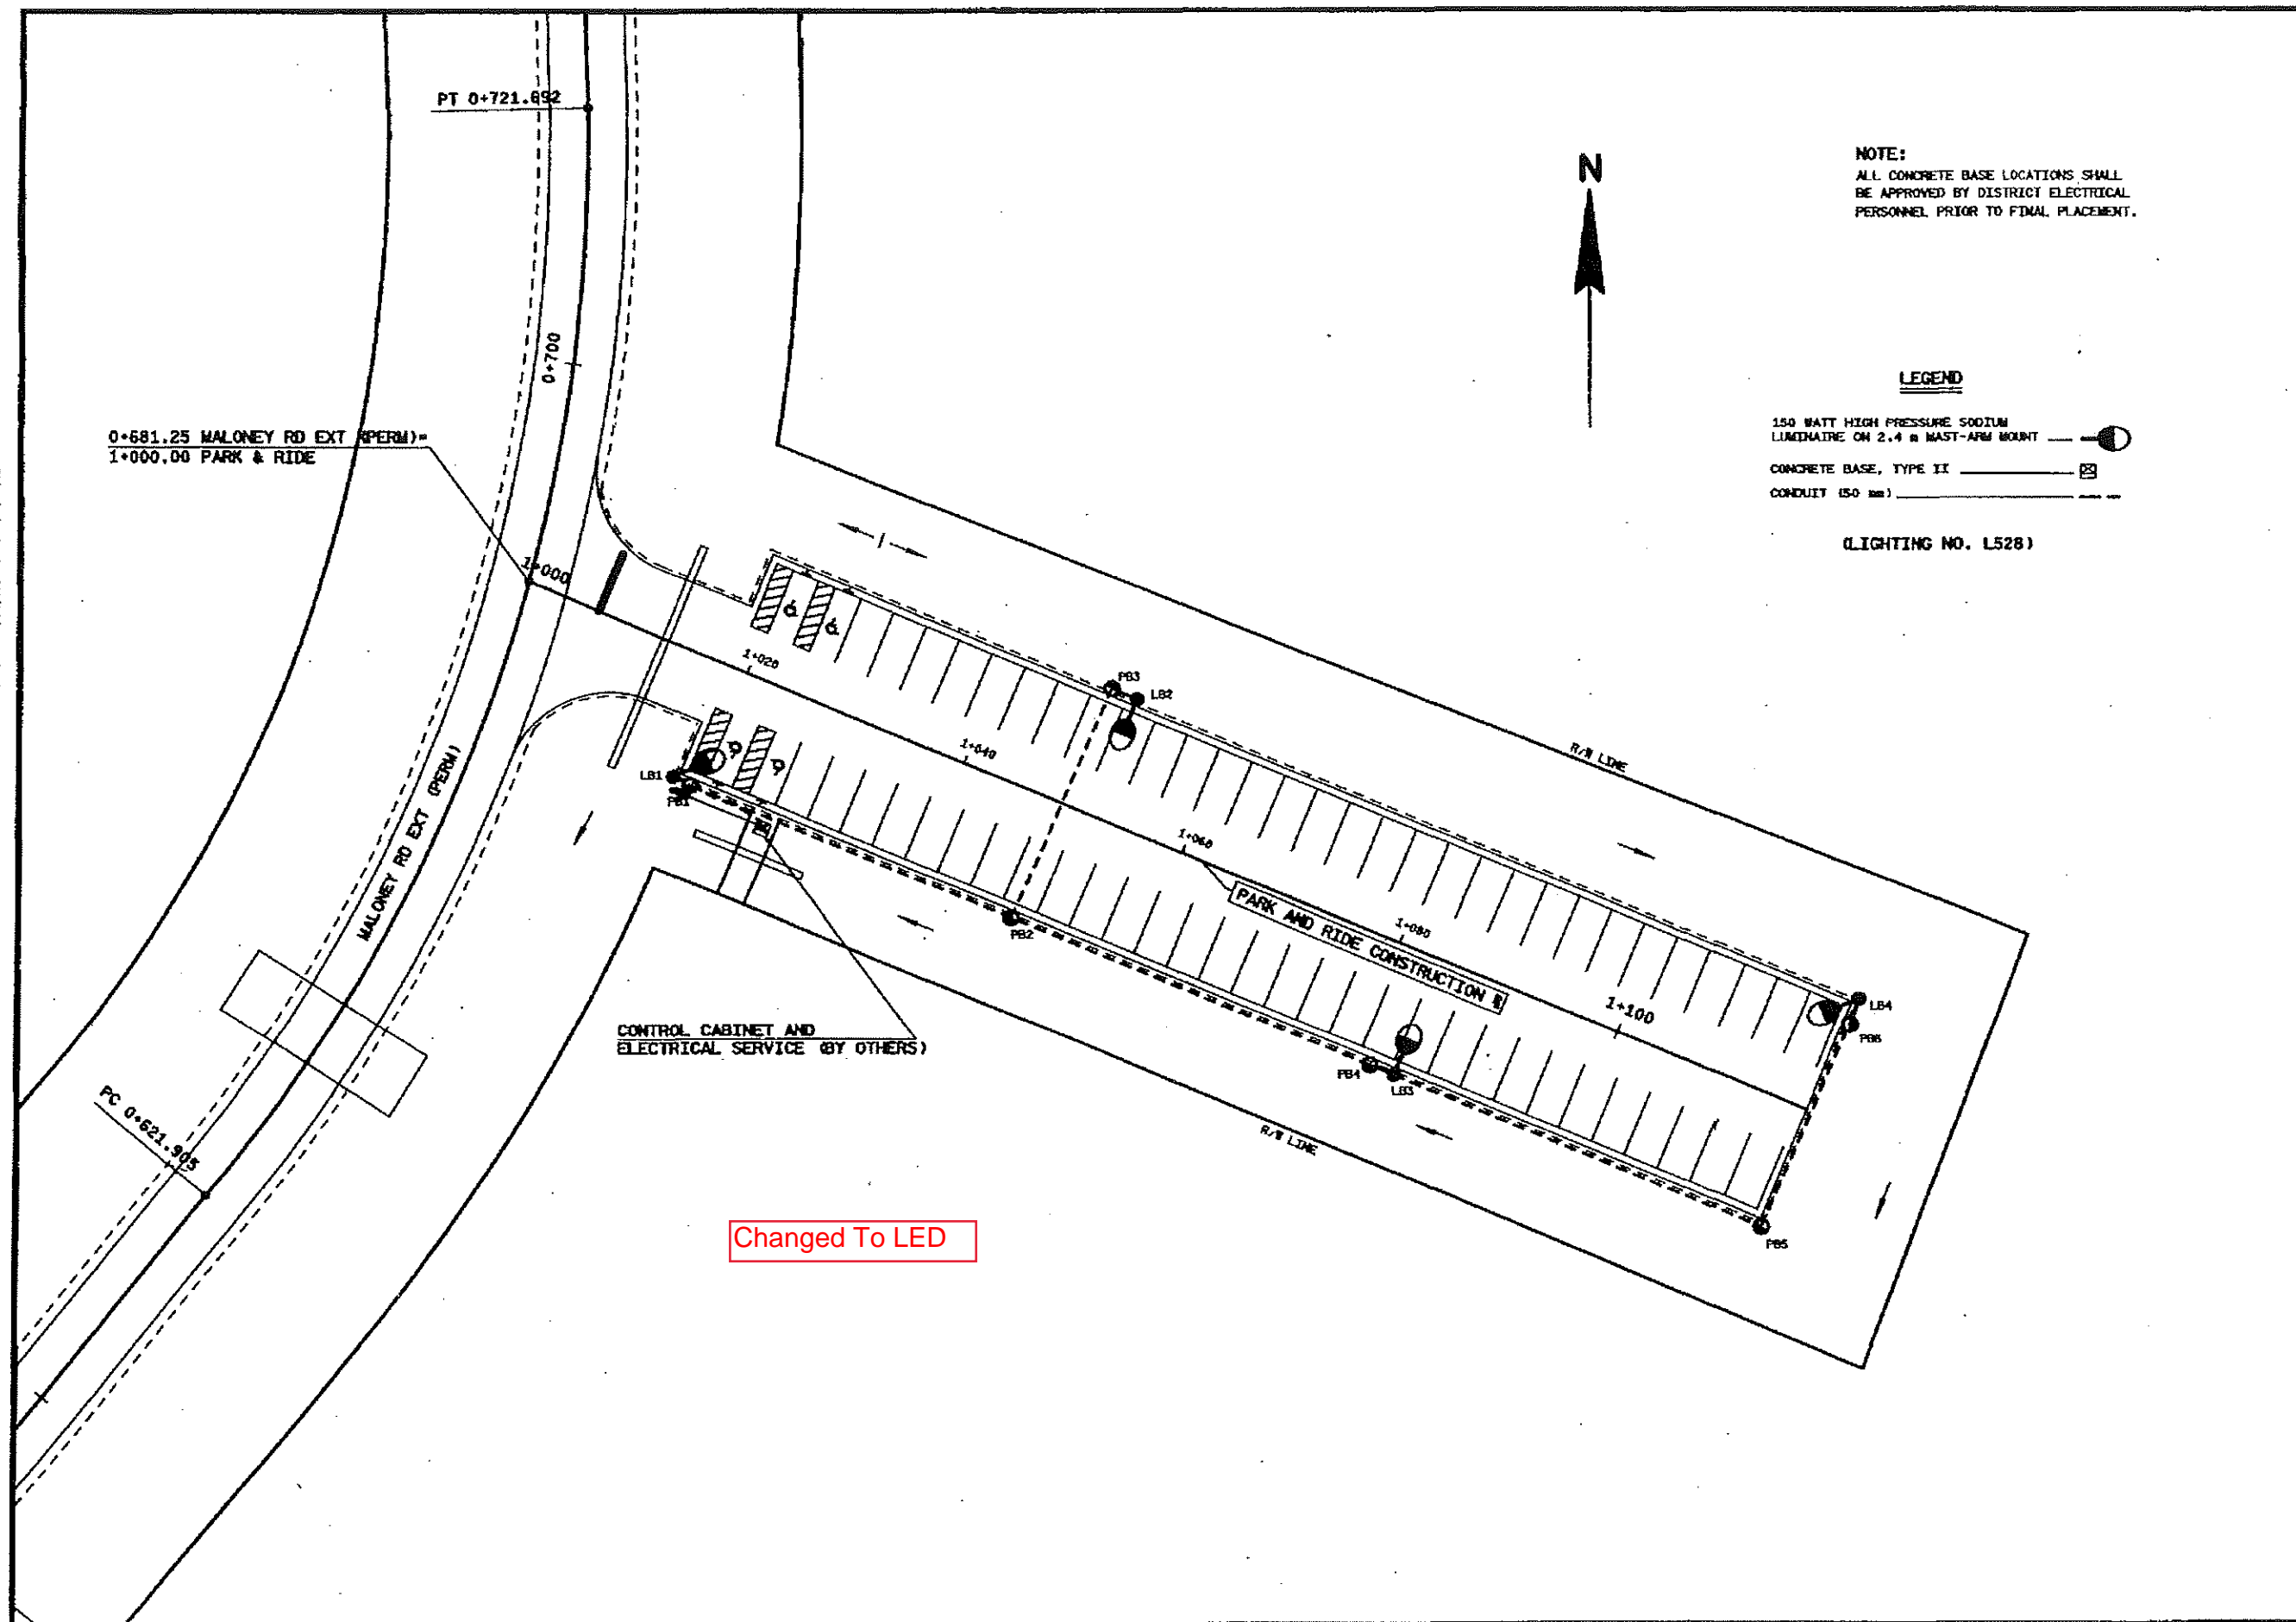 PT 0+721.692
N
NOTE:
ALL CONCRETE BASE LOCATIONS SHALL
BE APPROVED BY DISTRICT ELECTRICAL
PERSONNEL PRIOR TO FINAL PLACEMENT.
0+700
LEGEND
150 WATT HIGH PRESSURE SODIUM
LUMINAIRE ON 2.4 m MAST-ARM MOUNT
CONCRETE BASE, TYPE II
CONDUIT (50 mm)
(LIGHTING NO. L528)
0+681.25 MALONEY RD EXT (PERM)=
1+000.00 PARK & RIDE
1+000
1+020
PB3
LB2
1+040
R/W LINE
LB1
PB1
MALONEY RD EXT (PERM)
1+060
PARK AND RIDE CONSTRUCTION
1+080
PB2
1+100
LB4
PB6
CONTROL CABINET AND
ELECTRICAL SERVICE (BY OTHERS)
PB4
LB3
R/W LINE
PC 0+621.905
PB5
Changed To LED